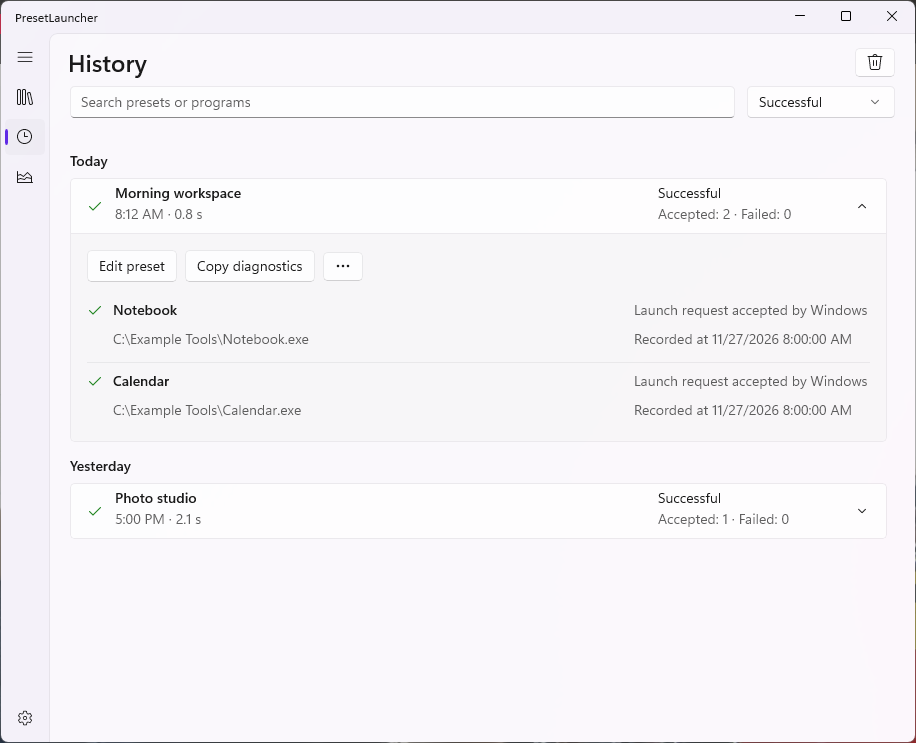 PresetLauncher
History
Search presets or programs
Successful
Today
Morning workspace
Successful
8:12 AM · 0.8 s
Accepted: 2 · Failed: 0
Edit preset
Copy diagnostics
Notebook
Launch request accepted by Windows
C:\Example Tools\Notebook.exe
Recorded at 11/27/2026 8:00:00 AM
Calendar
Launch request accepted by Windows
C:\Example Tools\Calendar.exe
Recorded at 11/27/2026 8:00:00 AM
Yesterday
Photo studio
Successful
5:00 PM · 2.1 s
Accepted: 1 · Failed: 0